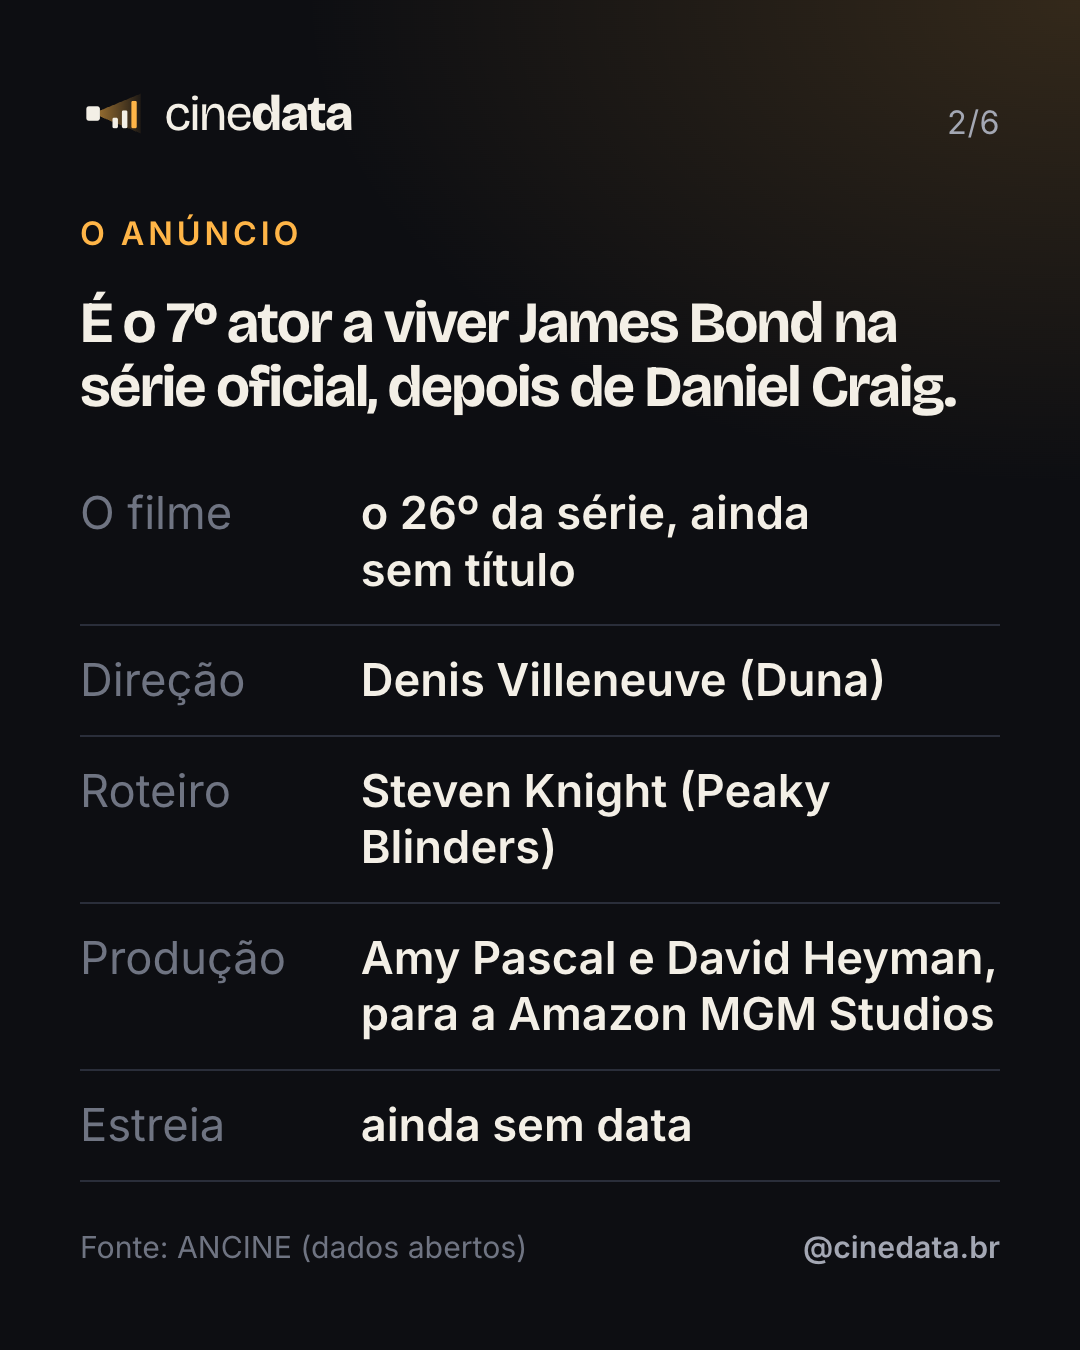 cinedata
2/6
O ANÚNCIO
É o 7º ator a viver James Bond na
série oficial, depois de Daniel Craig.
O filme
o 26º da série, ainda
sem título
Direção
Denis Villeneuve (Duna)
Roteiro
Steven Knight (Peaky
Blinders)
Produção
Amy Pascal e David Heyman,
para a Amazon MGM Studios
Estreia
ainda sem data
Fonte: ANCINE (dados abertos)
@cinedata.br